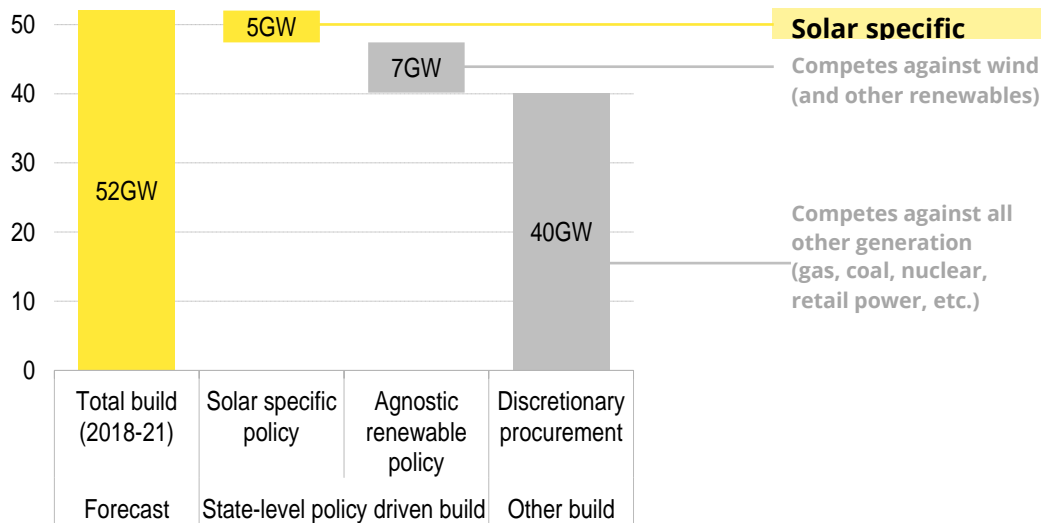 50
40
30
20
10
0
52GW
5GW
7GW
40GW
Solar specific
Competes against wind
(and other renewables)
Competes against all
other generation
(gas, coal, nuclear,
retail power, etc.)
Total build
(2018-21)
Solar specific
policy
Agnostic
renewable
policy
Discretionary
procurement
Forecast
State-level policy driven build
Other build